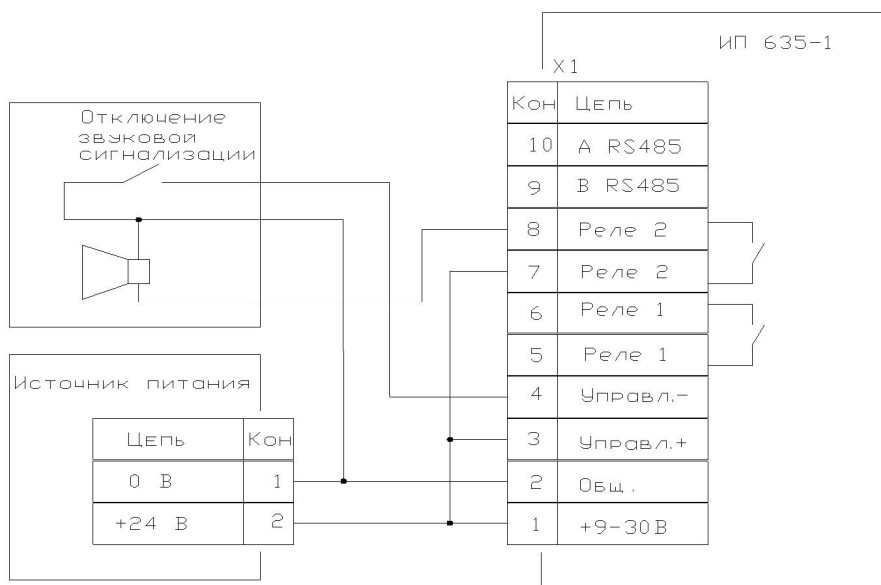 ИП 635-1
X1
Отключение
звуковой
сигнализации
Кон Цепь
10 A RS485
9 B RS485
8 Реле 2
7 Реле 2
6 Реле 1
5 Реле 1
4 Управл.-
3 Управл.+
2 Общ.
1 +9-30В
Источник питания
Цепь Кон
0 В 1
+24 В 2